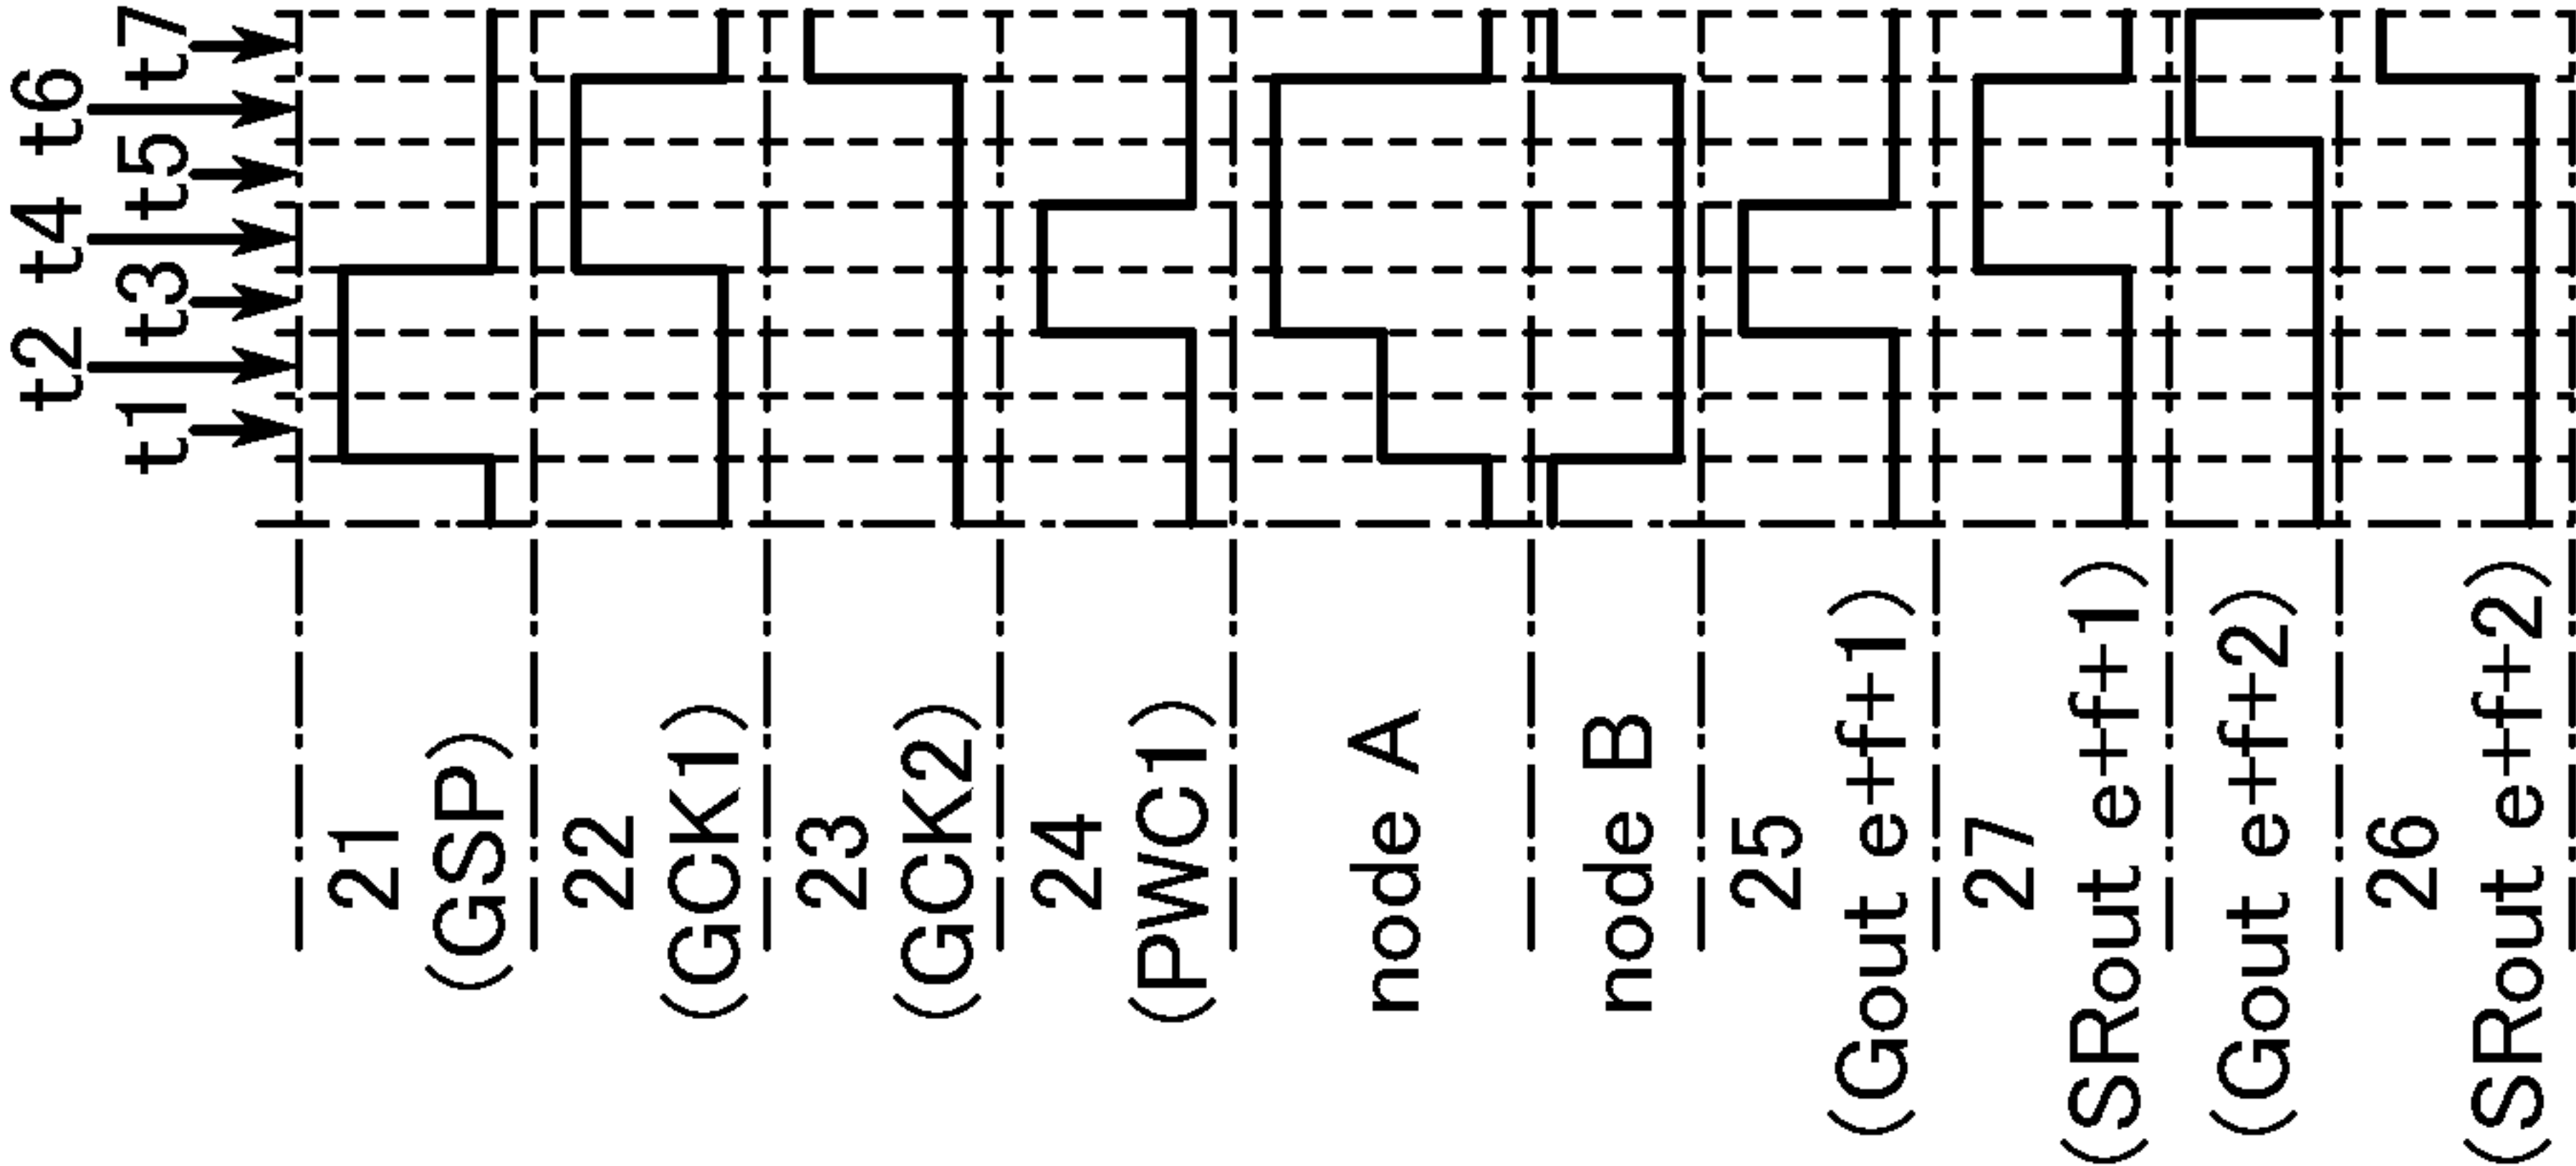 t1 t2 t3 t4 t5 t6 t7
21
(GSP)
22
(GCK1)
23
(GCK2)
24
(PWC1)
node A
node B
25
(Gout e+f+1)
27
(SRout e+f+1)
(Gout e+f+2)
26
(SRout e+f+2)